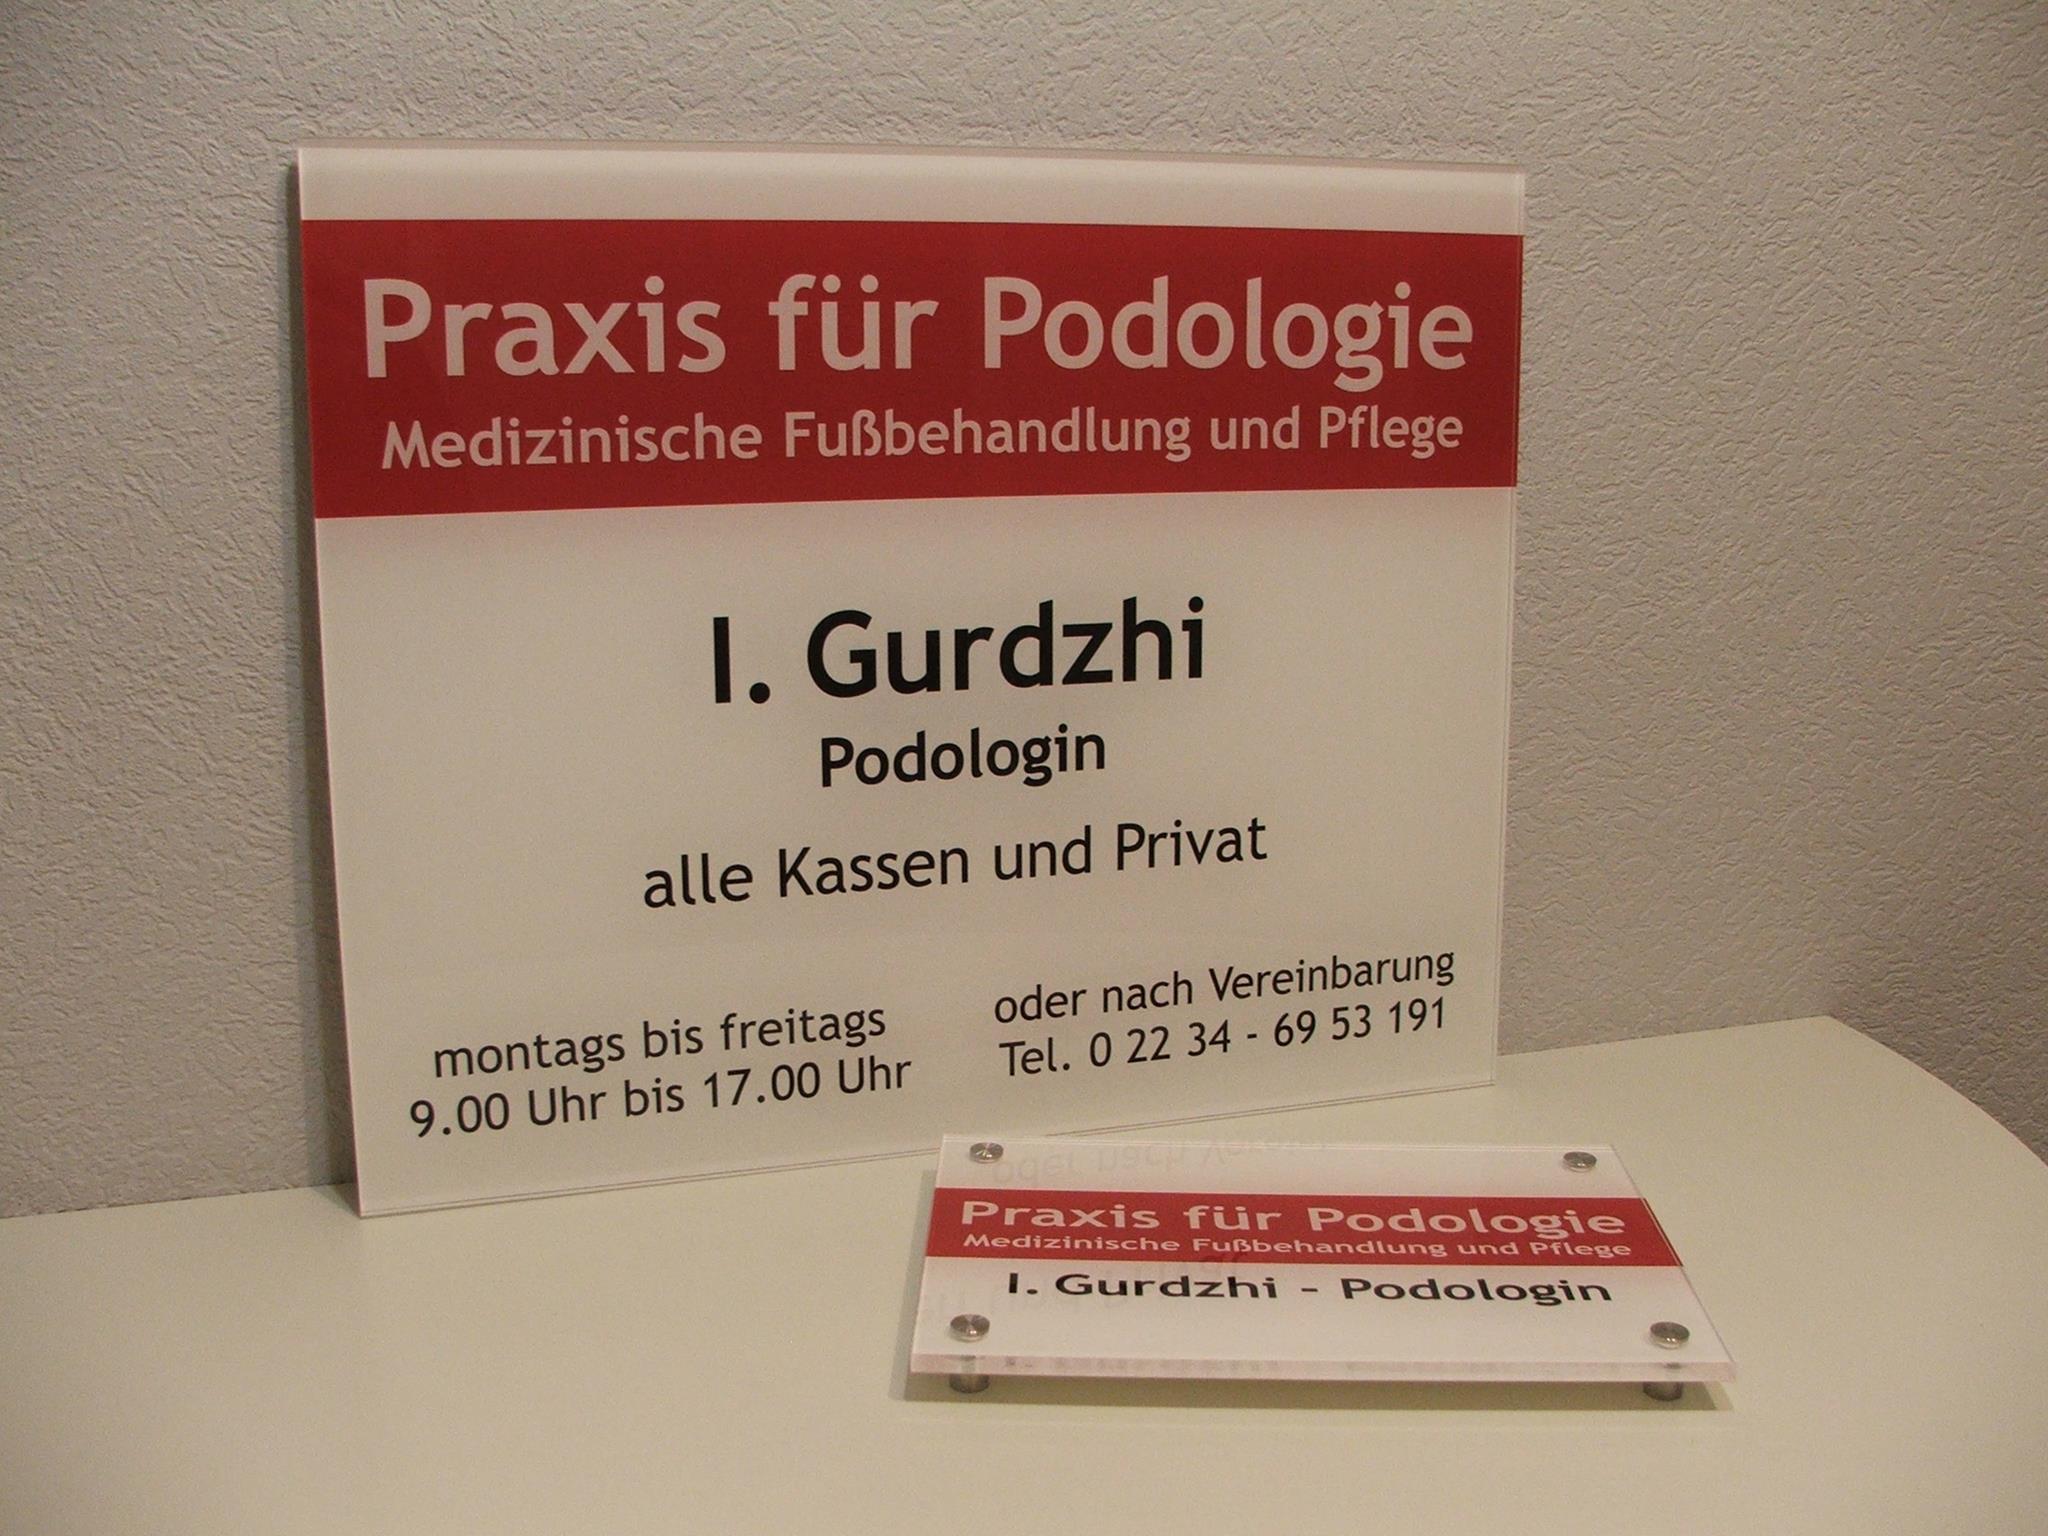 Praxis für Podologie
Medizinische Fußbehandlung und Pflege
I. Gurdzhi
Podologin
alle Kassen und Privat
montags bis freitags
9.00 Uhr bis 17.00 Uhr
oder nach Vereinbarung
Tel. 0 22 34 - 69 53 191
Praxis für Podologie
Medizinische Fußbehandlung und Pflege
I. Gurdzhi - Podologin